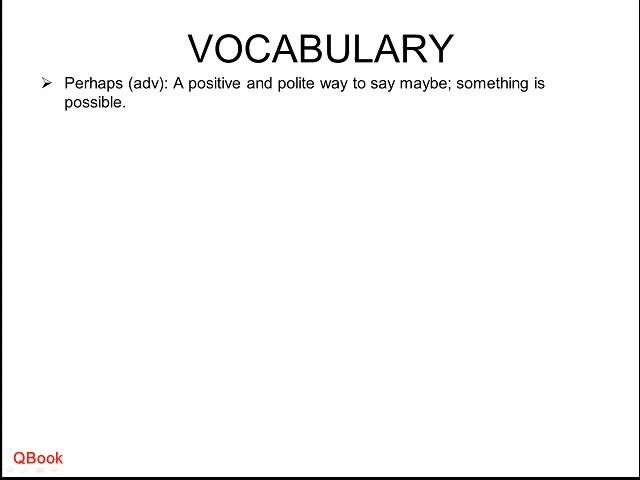 VOCABULARY
➢ Perhaps (adv): A positive and polite way to say maybe; something is
possible.
QBook